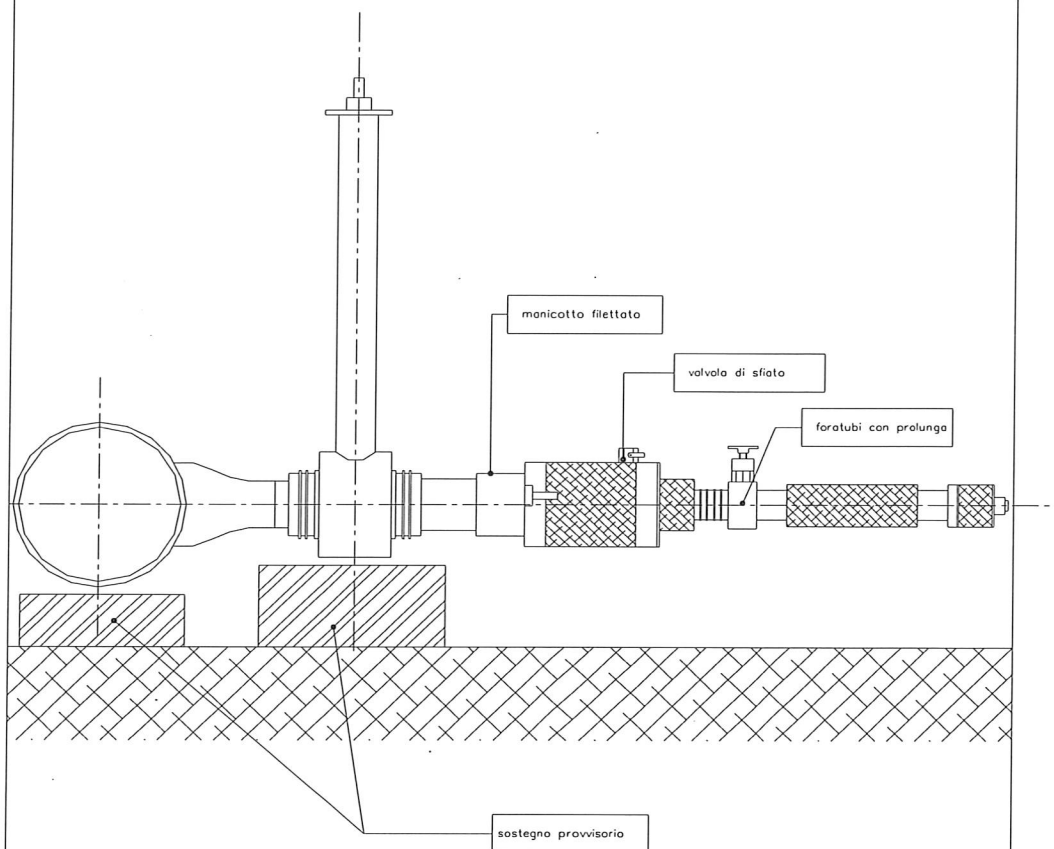 manicotto filettato
valvola di sfiato
foratubi con prolunga
sostegno provvisorio